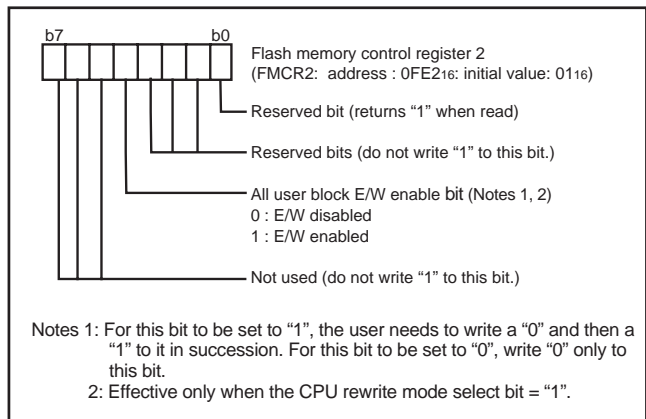 b7 b0
Flash memory control register 2
(FMCR2: address : 0FE216: initial value: 0116)
Reserved bit (returns “1” when read)
Reserved bits (do not write “1” to this bit.)
All user block E/W enable bit (Notes 1, 2)
0 : E/W disabled
1 : E/W enabled
Not used (do not write “1” to this bit.)
Notes 1: For this bit to be set to “1”, the user needs to write a “0” and then a
“1” to it in succession. For this bit to be set to “0”, write “0” only to
this bit.
2: Effective only when the CPU rewrite mode select bit = “1”.